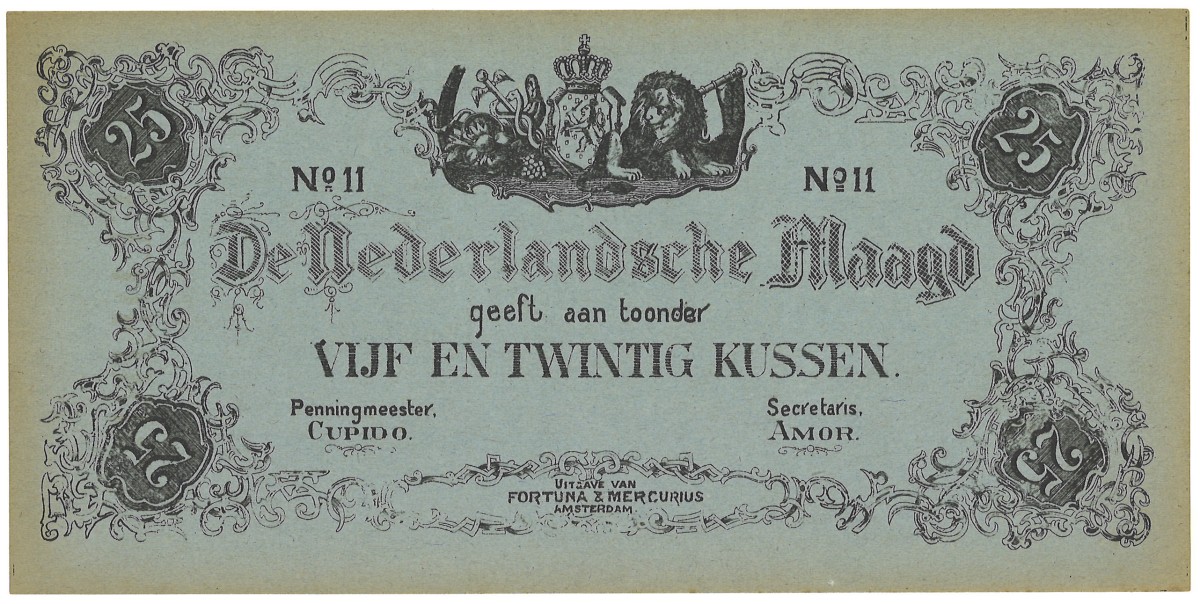 25
25
Nº 11
Nº 11
De Nederlandsche Maagd
geeft aan toonder
VIJF EN TWINTIG KUSSEN.
Penningmeester,
CUPIDO.
Secretaris,
AMOR.
25
25
UITGAVE VAN
FORTUNA & MERCURIUS
AMSTERDAM